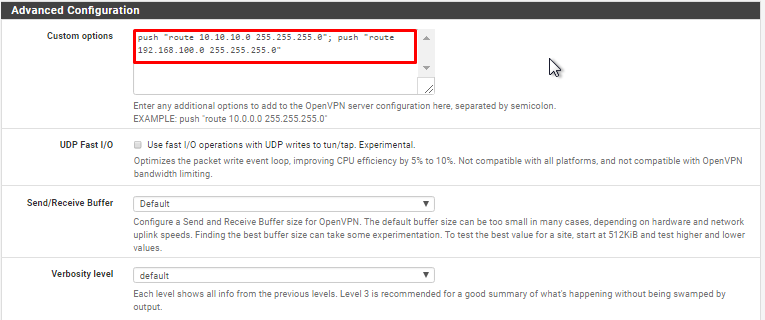 Advanced Configuration
Custom options
push "route 10.10.10.0 255.255.255.0"; push "route
192.168.100.0 255.255.255.0"
Enter any additional options to add to the OpenVPN server configuration here, separated by semicolon.
EXAMPLE: push "route 10.0.0.0 255.255.255.0"
UDP Fast I/O
Use fast I/O operations with UDP writes to tun/tap. Experimental.
Optimizes the packet write event loop, improving CPU efficiency by 5% to 10%. Not compatible with all platforms, and not compatible with OpenVPN
bandwidth limiting.
Send/Receive Buffer
Default
Configure a Send and Receive Buffer size for OpenVPN. The default buffer size can be too small in many cases, depending on hardware and network
uplink speeds. Finding the best buffer size can take some experimentation. To test the best value for a site, start at 512KiB and test higher and lower
values.
Verbosity level
default
Each level shows all info from the previous levels. Level 3 is recommended for a good summary of what's happening without being swamped by
output.